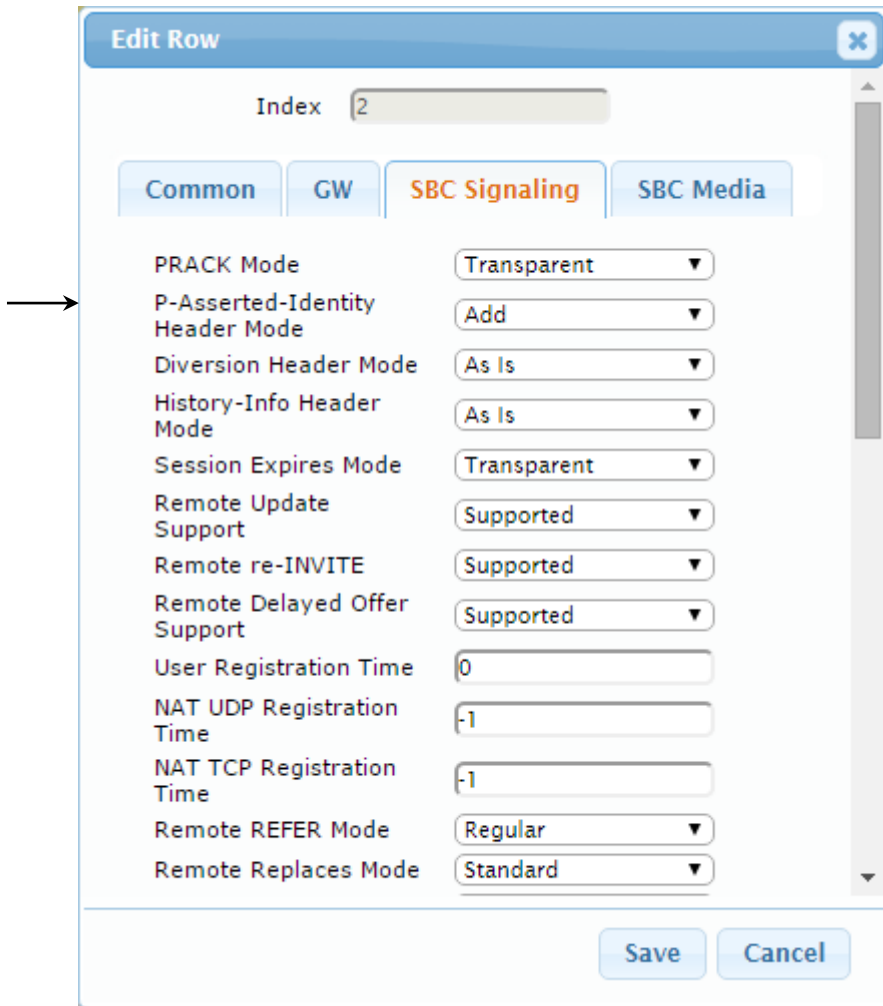 Edit Row
Index 2
Common GW SBC Signaling SBC Media
PRACK Mode Transparent
P-Asserted-Identity
Header Mode Add
Diversion Header Mode As Is
History-Info Header
Mode As Is
Session Expires Mode Transparent
Remote Update
Support Supported
Remote re-INVITE Supported
Remote Delayed Offer
Support Supported
User Registration Time 0
NAT UDP Registration
Time -1
NAT TCP Registration
Time -1
Remote REFER Mode Regular
Remote Replaces Mode Standard
Save Cancel